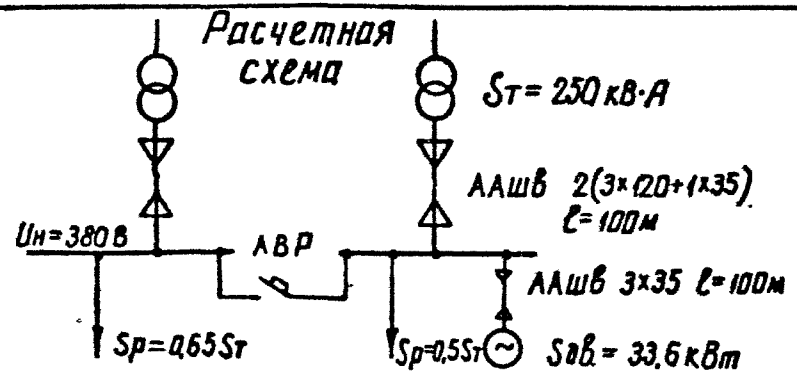 Расчетная
схема
Sт = 250 кВ·А
ААшв 2(3×120+1×35)
ℓ=100м
Uн=380В
АВР
ААшв 3×35 ℓ=100м
Sр=0,65Sт
Sр=0,5Sт
~
Sдв. = 33,6 кВт